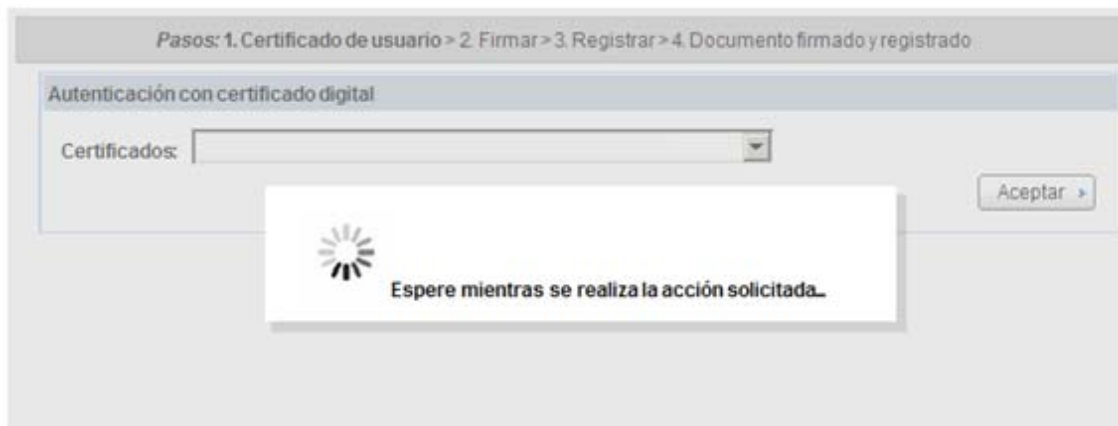 Pasos: 1. Certificado de usuario > 2. Firmar > 3. Registrar > 4. Documento firmado y registrado
Autenticación con certificado digital
Certificados:
Aceptar
Espere mientras se realiza la acción solicitada...